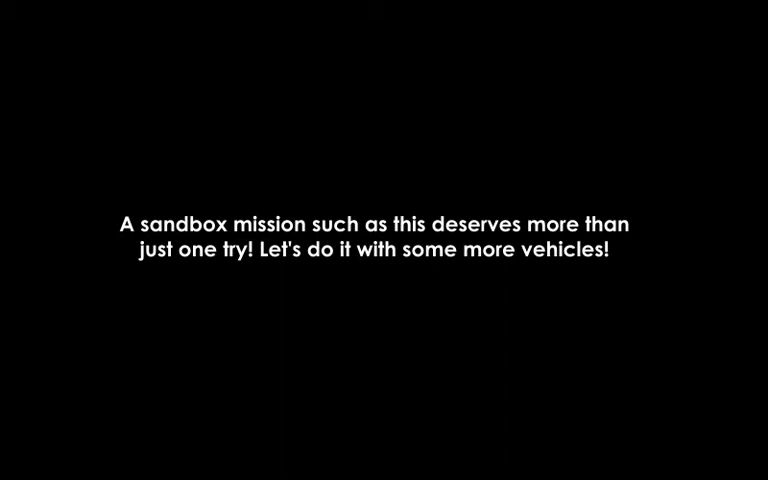 A sandbox mission such as this deserves more than
just one try! Let's do it with some more vehicles!